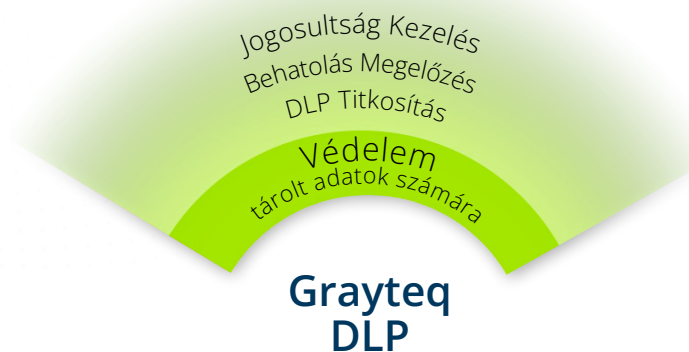 Jogosultság Kezelés
Behatolás Megelőzés
DLP Titkosítás
Védelem
tárolt adatok számára
Grayteq
DLP